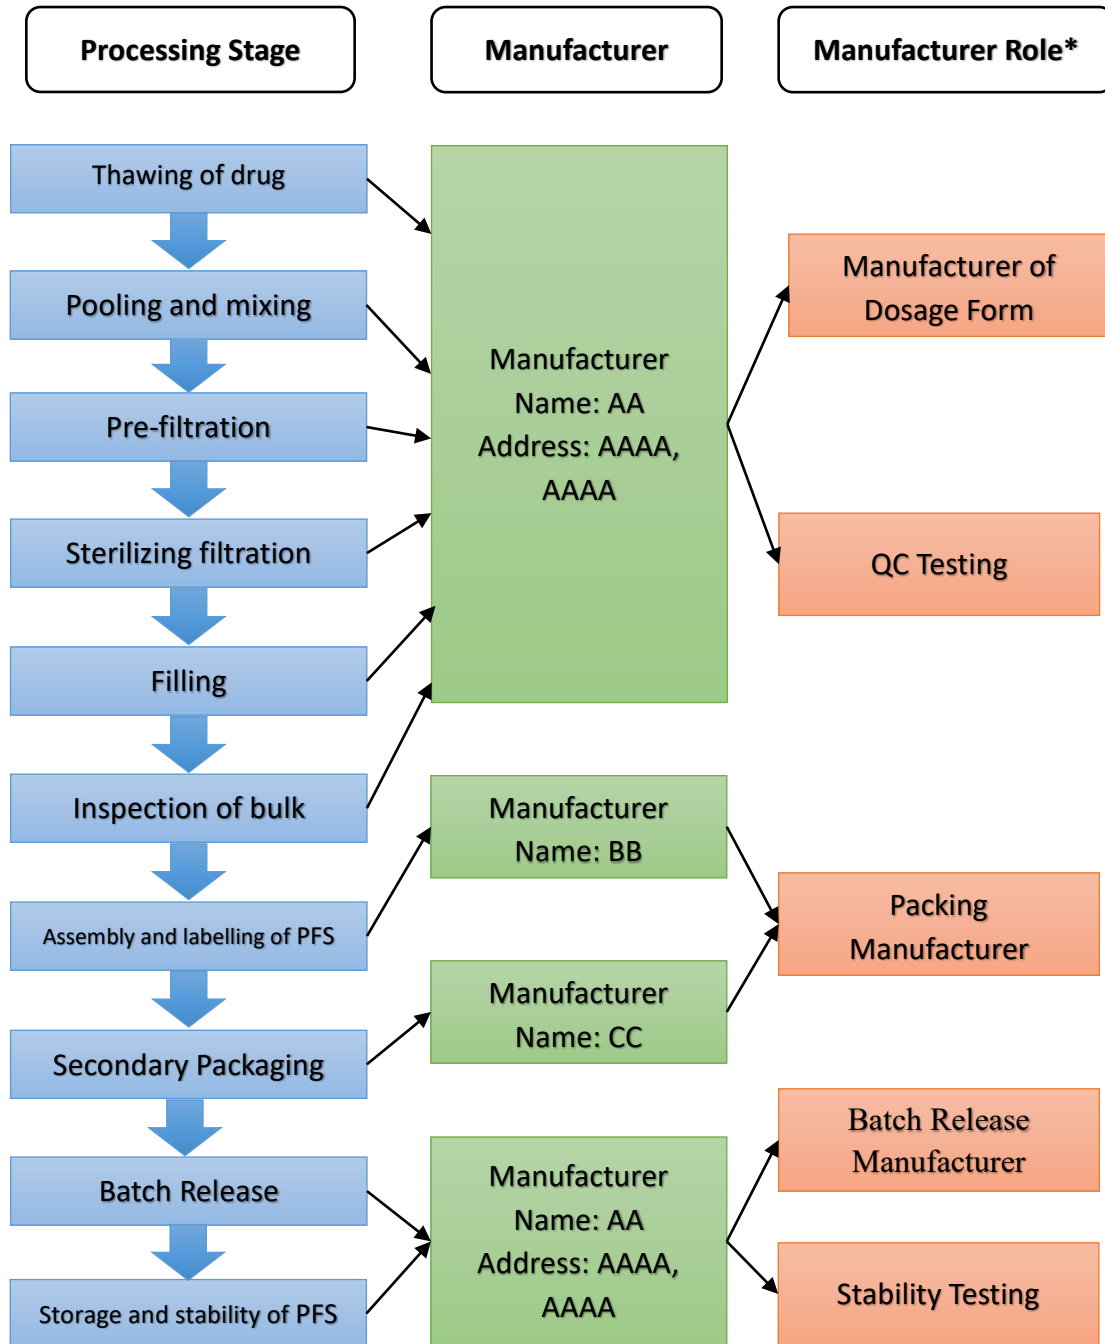 Processing Stage
Manufacturer
Manufacturer Role*
Thawing of drug
Pooling and mixing
Pre-filtration
Sterilizing filtration
Filling
Inspection of bulk
Assembly and labelling of PFS
Secondary Packaging
Batch Release
Storage and stability of PFS
Manufacturer
Name: AA
Address: AAAA,
AAAA
Manufacturer
Name: BB
Manufacturer
Name: CC
Manufacturer
Name: AA
Address: AAAA,
AAAA
Manufacturer of
Dosage Form
QC Testing
Packing
Manufacturer
Batch Release
Manufacturer
Stability Testing